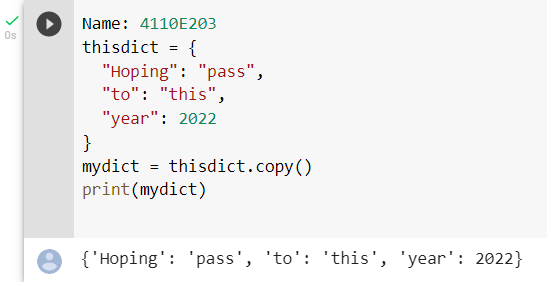 0s
Name: 4110E203
thisdict = {
  "Hoping": "pass",
  "to": "this",
  "year": 2022
}
mydict = thisdict.copy()
print(mydict)
{'Hoping': 'pass', 'to': 'this', 'year': 2022}